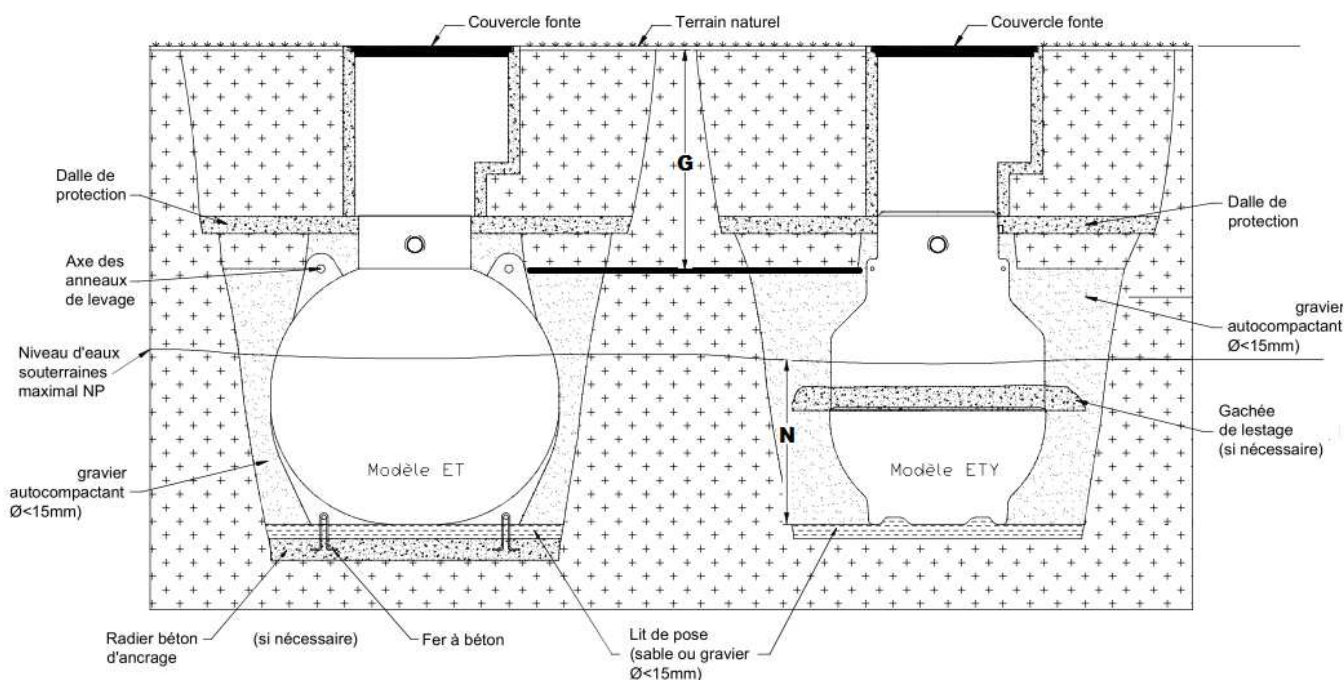 Couvercle fonte
Terrain naturel
Couvercle fonte
G
Dalle de
protection
Dalle de
protection
Axe des
anneaux
de levage
gravier
autocompactant
Ø<15mm)
Niveau d'eaux
souterraines
maximal NP
N
Gachée
de lestage
(si nécessaire)
Modèle ET
Modèle ETY
gravier
autocompactant
Ø<15mm)
Radier béton
d'ancrage
(si nécessaire)
Fer à béton
Lit de pose
(sable ou gravier
Ø<15mm)